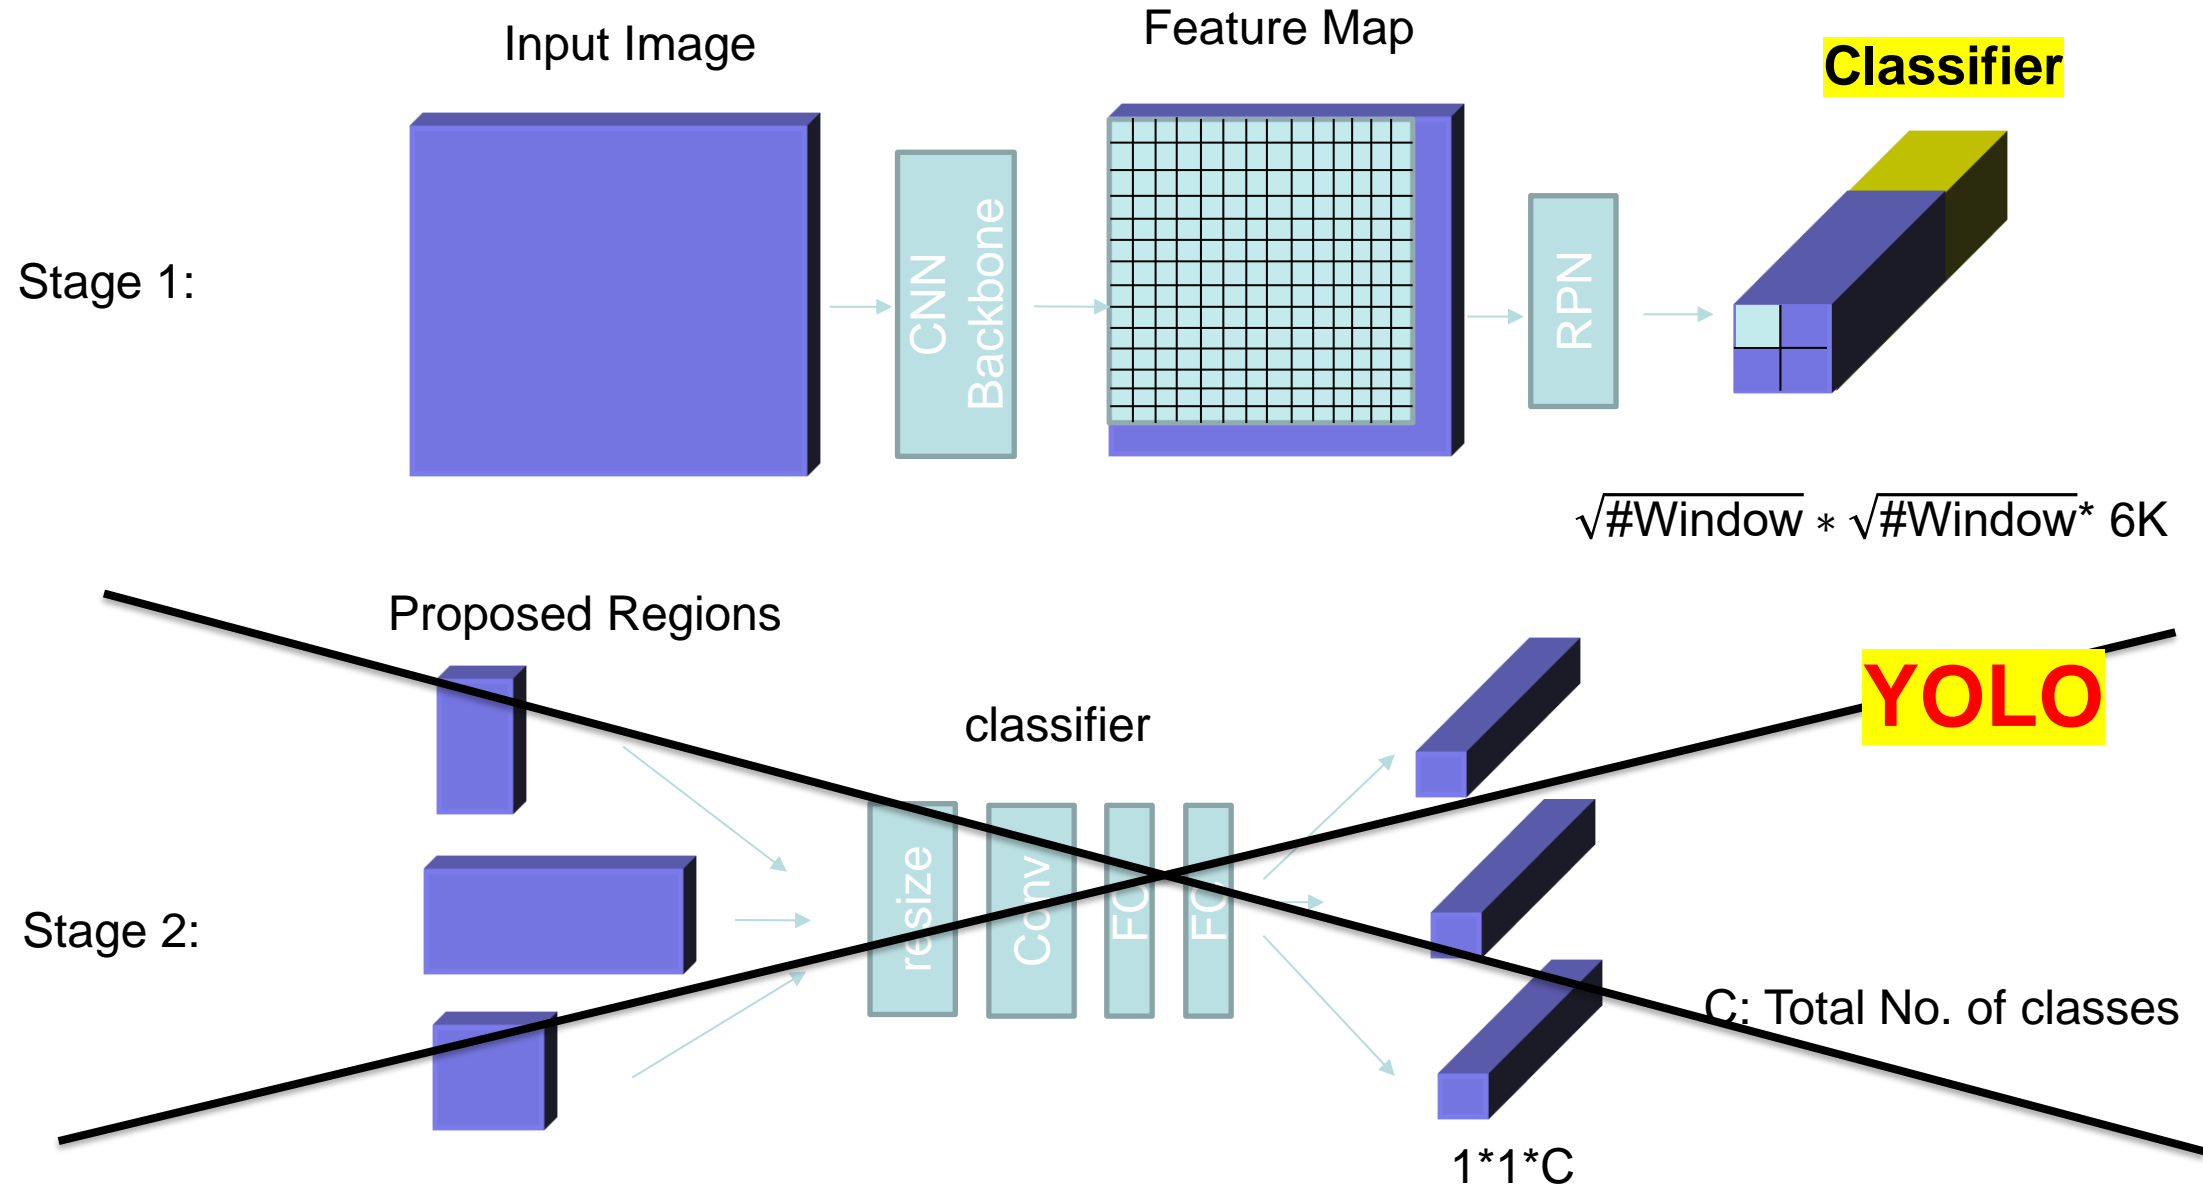 Input Image
Feature Map
Classifier
Stage 1:
CNN
Backbone
RPN
√#Window * √#Window* 6K
Proposed Regions
YOLO
classifier
Stage 2:
resize
Conv
FC
FC
C: Total No. of classes
1*1*C